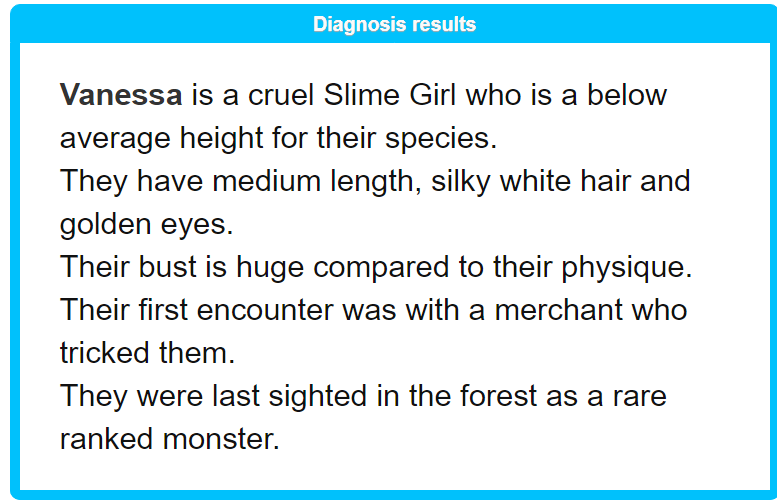 Diagnosis results
Vanessa is a cruel Slime Girl who is a below
average height for their species.
They have medium length, silky white hair and
golden eyes.
Their bust is huge compared to their physique.
Their first encounter was with a merchant who
tricked them.
They were last sighted in the forest as a rare
ranked monster.